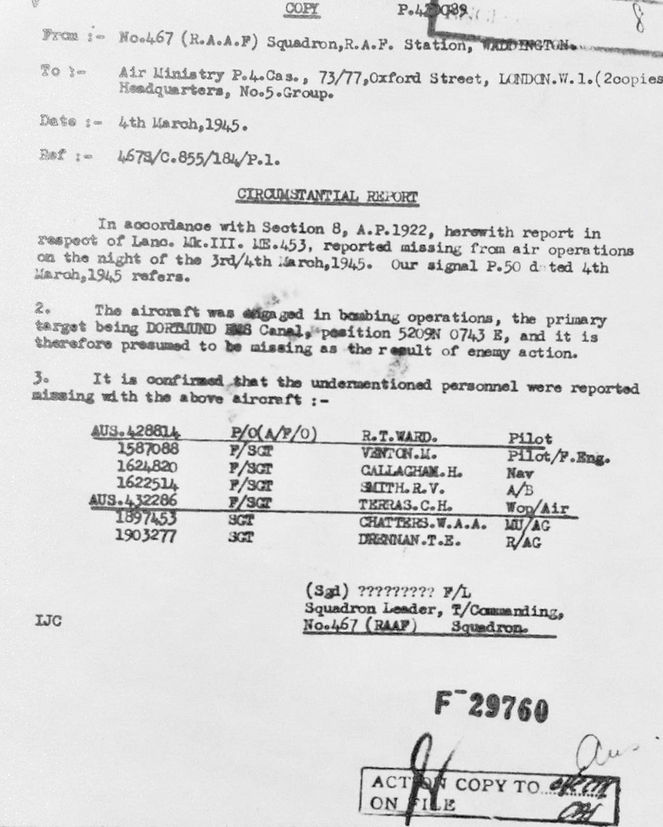 COPY
From :- No.467 (R.A.A.F) Squadron,R.A.F. Station, WADDINGTON.
To :- Air Ministry P.4.Cas., 73/77,Oxford Street, LONDON.W.1.(2copies
Headquarters, No.5.Group.
Date :- 4th March,1945.
Ref :- 467S/C.855/184/P.1.
CIRCUMSTANTIAL REPORT
In accordance with Section 8, A.P.1922, herewith report in
respect of Lanc. Mk.III. ME.453, reported missing from air operations
on the night of the 3rd/4th March,1945. Our signal P.50 d ted 4th
March,1945 refers.
2. The aircraft was engaged in bombing operations, the primary
target being DORTMUND EMS Canal, position 5209N 0743 E, and it is
therefore presumed to be missing as the result of enemy action.
3. It is confirmed that the undermentioned personnel were reported
missing with the above aircraft :-
AUS.428814 P/O(A/F/O) R.T.WARD. Pilot
1587088 F/SGT VENTON.M. Pilot/F.Eng.
1624820 F/SGT CALLAGHAM.H. Nav
1622514 F/SGT SMITH.R.V. A/B
AUS.432286 F/SGT TERRAS.C.H. Wop/Air
1897453 SGT CHATTERS.W.A.A. MU/AG
1903277 SGT DRENNAN.T.E. R/AG
(Sgd) ????????? F/L
Squadron Leader, T/Commanding,
No.467 (RAAF) Squadron.
IJC
F-29760
ACTION COPY TO
ON FILE